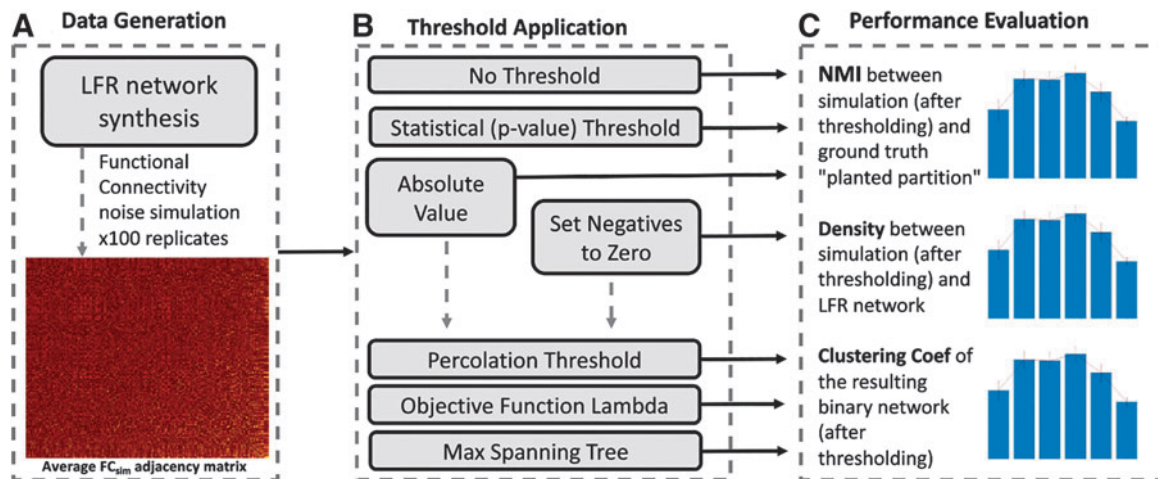 A Data Generation
LFR network
synthesis
Functional
Connectivity
noise simulation
x100 replicates
Average FCsim adjacency matrix
B Threshold Application
No Threshold
Statistical (p-value) Threshold
Absolute
Value
Set Negatives
to Zero
Percolation Threshold
Objective Function Lambda
Max Spanning Tree
C Performance Evaluation
NMI between
simulation (after
thresholding) and
ground truth
"planted partition"
Density between
simulation (after
thresholding) and
LFR network
Clustering Coef of
the resulting
binary network
(after
thresholding)